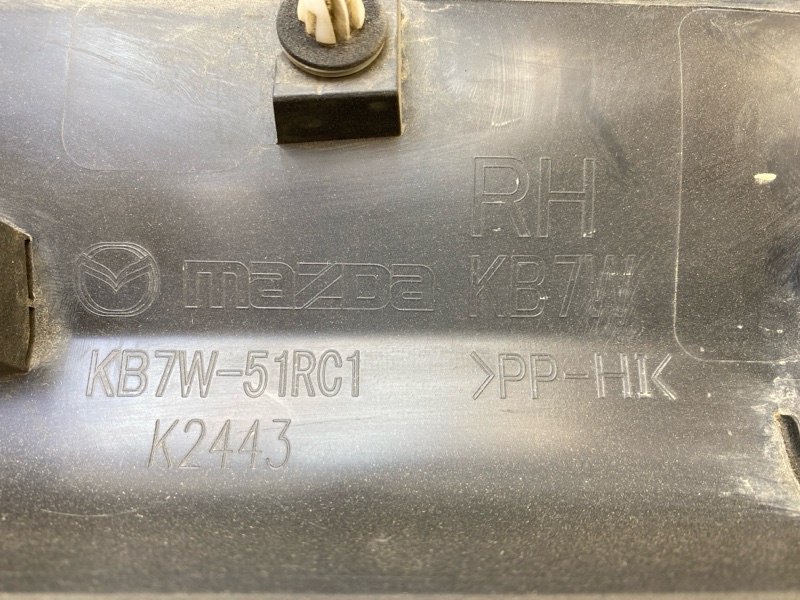 RH
mazda KB7W
KB7W-51RC1 >PP-HI<
K2443